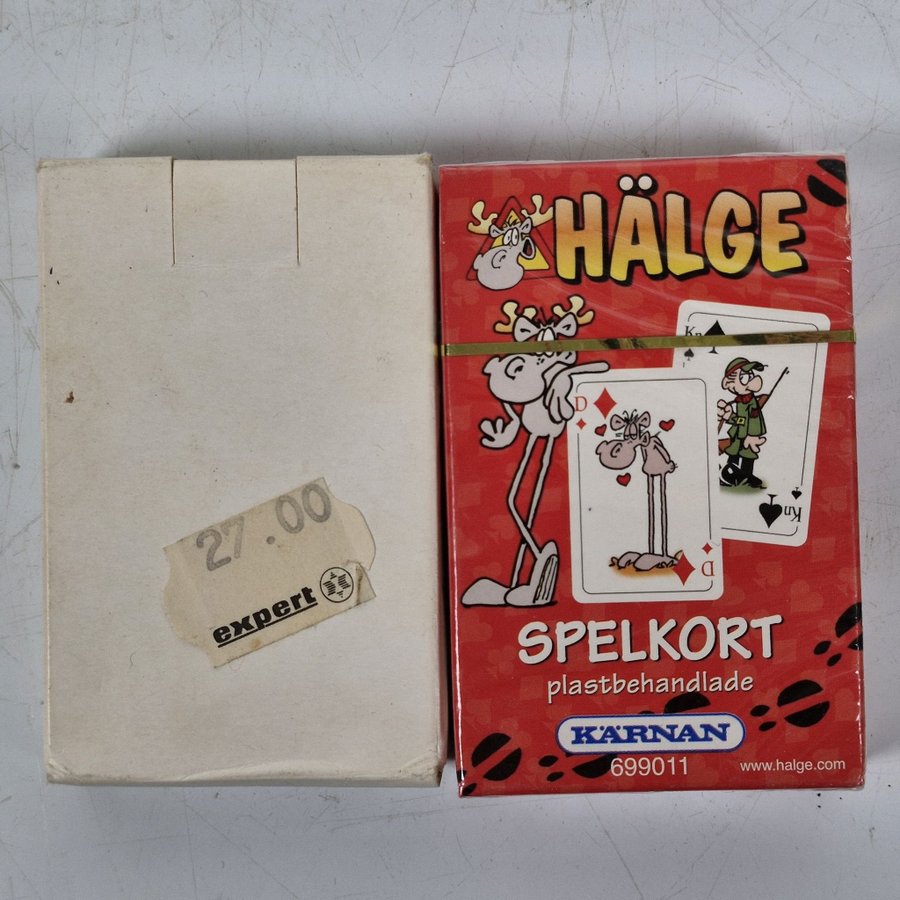 27.00
expert
HÄLGE
Kn
D
D
Kn
SPELKORT
plastbehandlade
KÄRNAN
699011
www.halge.com